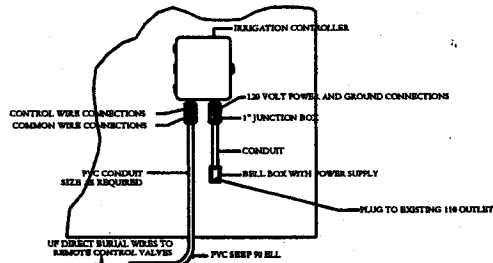 IRRIGATION CONTROLLER
120 VOLT POWER AND GROUND CONNECTIONS
CONTROL WIRE CONNECTIONS
COMMON WIRE CONNECTIONS
1" JUNCTION BOX
CONDUIT
PVC CONDUIT
SIZE AS REQUIRED
BELL BOX WITH POWER SUPPLY
PLUG TO EXISTING 110 OUTLET
UF DIRECT BURIAL WIRES TO
REMOTE CONTROL VALVES
PVC SEEP 90 ELL